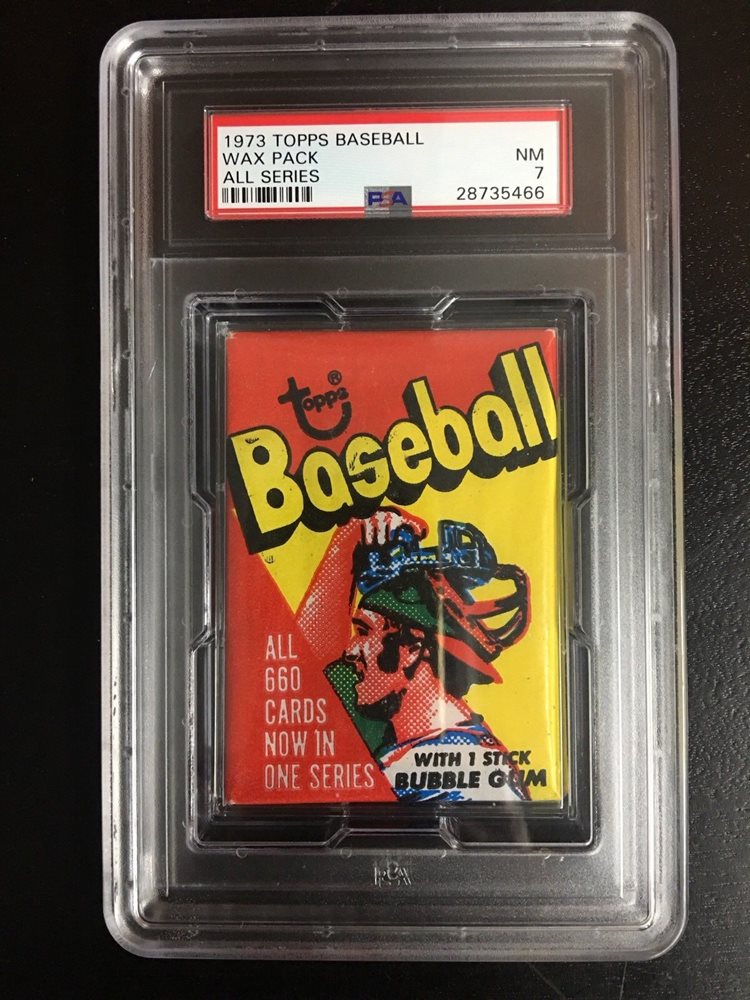 1973 TOPPS BASEBALL
WAX PACK
NM
ALL SERIES
7
PSA
28735466
Topps®
Baseball
ALL
660
CARDS
NOW IN
ONE SERIES
WITH 1 STICK
BUBBLE GUM
PSA